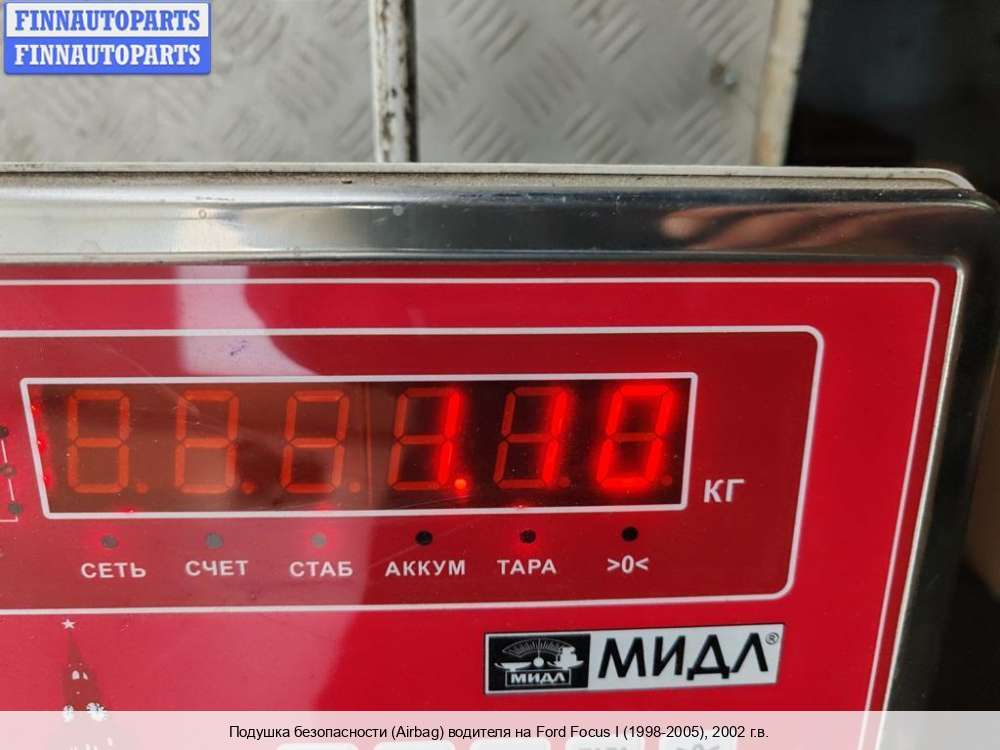 FINNAUTOPARTS
FINNAUTOPARTS
1.10
КГ
СЕТЬ СЧЕТ СТАБ АККУМ ТАРА >0<
МИДЛ МИДЛ®
Подушка безопасности (Airbag) водителя на Ford Focus I (1998-2005), 2002 г.в.